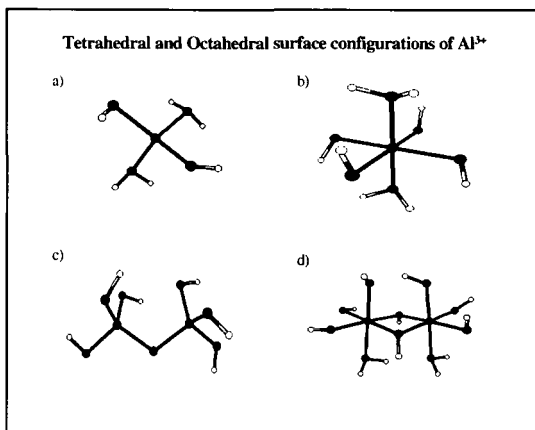 Tetrahedral and Octahedral surface configurations of Al³⁺
a)
b)
c)
d)